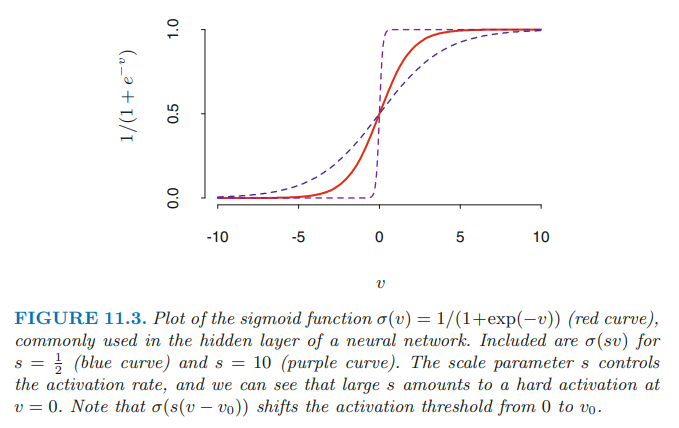 1/(1 + e^{-v})
1.0
0.5
0.0
-10 -5 0 5 10
v
FIGURE 11.3. Plot of the sigmoid function σ(v) = 1/(1+exp(−v)) (red curve),
commonly used in the hidden layer of a neural network. Included are σ(sv) for
s = 1/2 (blue curve) and s = 10 (purple curve). The scale parameter s controls
the activation rate, and we can see that large s amounts to a hard activation at
v = 0. Note that σ(s(v − v₀)) shifts the activation threshold from 0 to v₀.